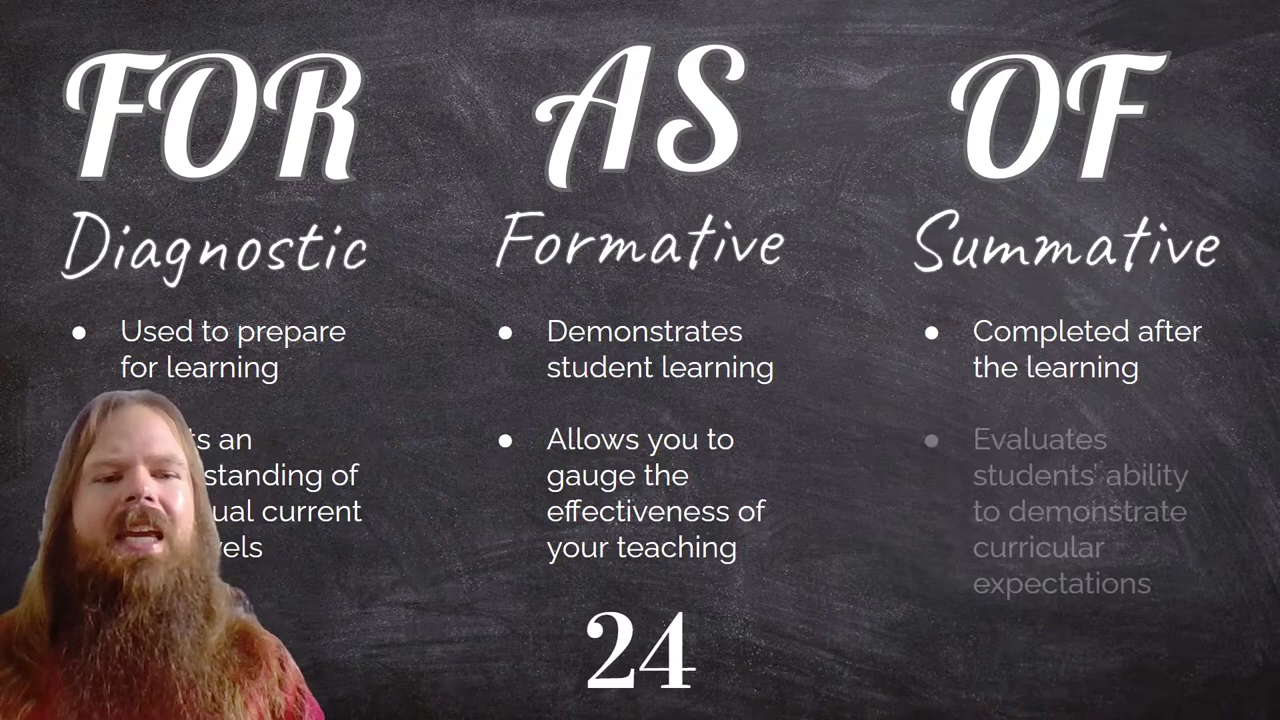 FOR
Diagnostic
Used to prepare
for learning
an
of
current
AS
Formative
Demonstrates
student learning
Allows you to
gauge the
effectiveness of
your teaching
OF
Summative
Completed after
the learning
Evaluates
students' ability
to demonstrate
curricular
expectations
24